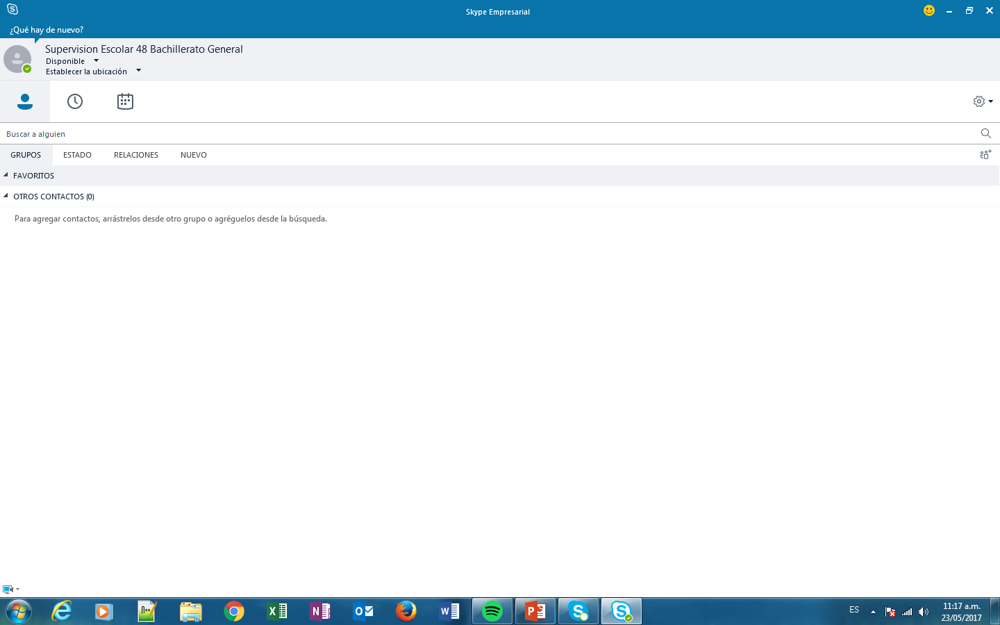 Skype Empresarial
¿Qué hay de nuevo?
Supervision Escolar 48 Bachillerato General
Disponible
Establecer la ubicación
Buscar a alguien
GRUPOS ESTADO RELACIONES NUEVO
FAVORITOS
OTROS CONTACTOS (0)
Para agregar contactos, arrástrelos desde otro grupo o agréguelos desde la búsqueda.
ES
11:17 a.m.
23/05/2017